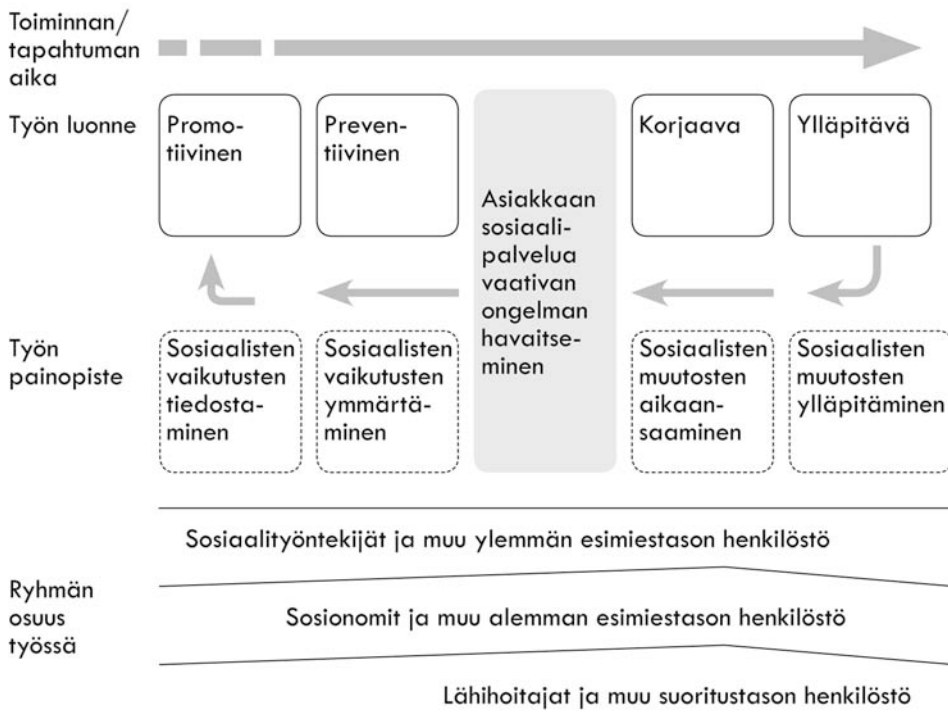 Toiminnan/
tapahtuman
aika
Työn luonne
Promo-
tiivinen
Preven-
tiivinen
Asiakkaan
sosiaali-
palvelua
vaativan
ongelman
havaitse-
minen
Korjaava
Ylläpitävä
Työn
painopiste
Sosiaalisten
vaikutusten
tiedosta-
minen
Sosiaalisten
vaikutusten
ymmärtä-
minen
Sosiaalisten
muutosten
aikaan-
saaminen
Sosiaalisten
muutosten
ylläpitäminen
Ryhmän
osuus
työssä
Sosiaalityöntekijät ja muu ylemmän esimiestason henkilöstö
Sosionomit ja muu alemman esimiestason henkilöstö
Lähihoitajat ja muu suoritustason henkilöstö